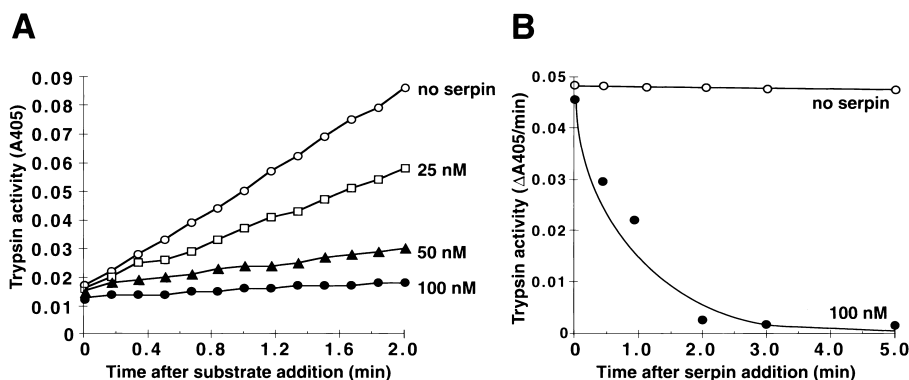 A
B
Trypsin activity (A405)
0.09
0.08
0.07
0.06
0.05
0.04
0.03
0.02
0.01
0
no serpin
25 nM
50 nM
100 nM
0
0.4
0.8
1.2
1.6
2.0
Time after substrate addition (min)
Trypsin activity (ΔA405/min)
0.05
0.04
0.03
0.02
0.01
0
no serpin
100 nM
0
1.0
2.0
3.0
4.0
5.0
Time after serpin addition (min)